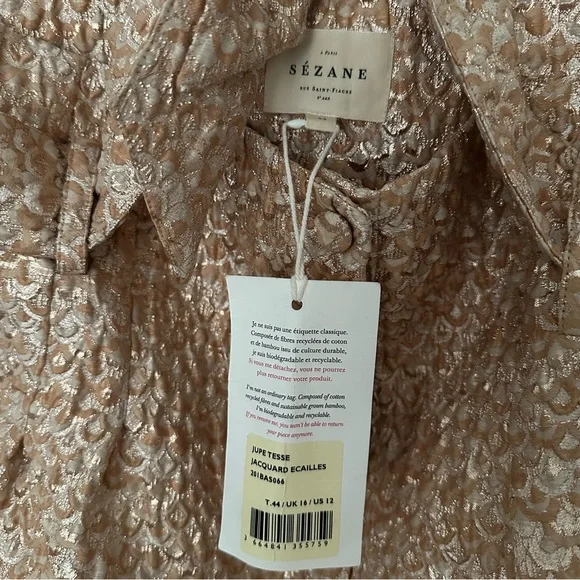 à Paris
SÉZANE
rue Saint-Fiacre
2e arr
Je ne suis pas une étiquette classique.
Composée de fibres recyclées de coton
et de bambou issu de culture durable,
je suis biodégradable et recyclable.
Si vous me détachez, vous ne pourrez
plus retourner votre produit.
I'm not an ordinary tag. Composed of cotton
recycled fibres and sustainable grown bamboo,
I'm biodegradable and recyclable.
If you remove me, you won't be able to return
your piece anymore.
JUPE TESSE
JACQUARD ECAILLES
201BAS066
T.44 / UK 16 / US 12
3 664041 355759